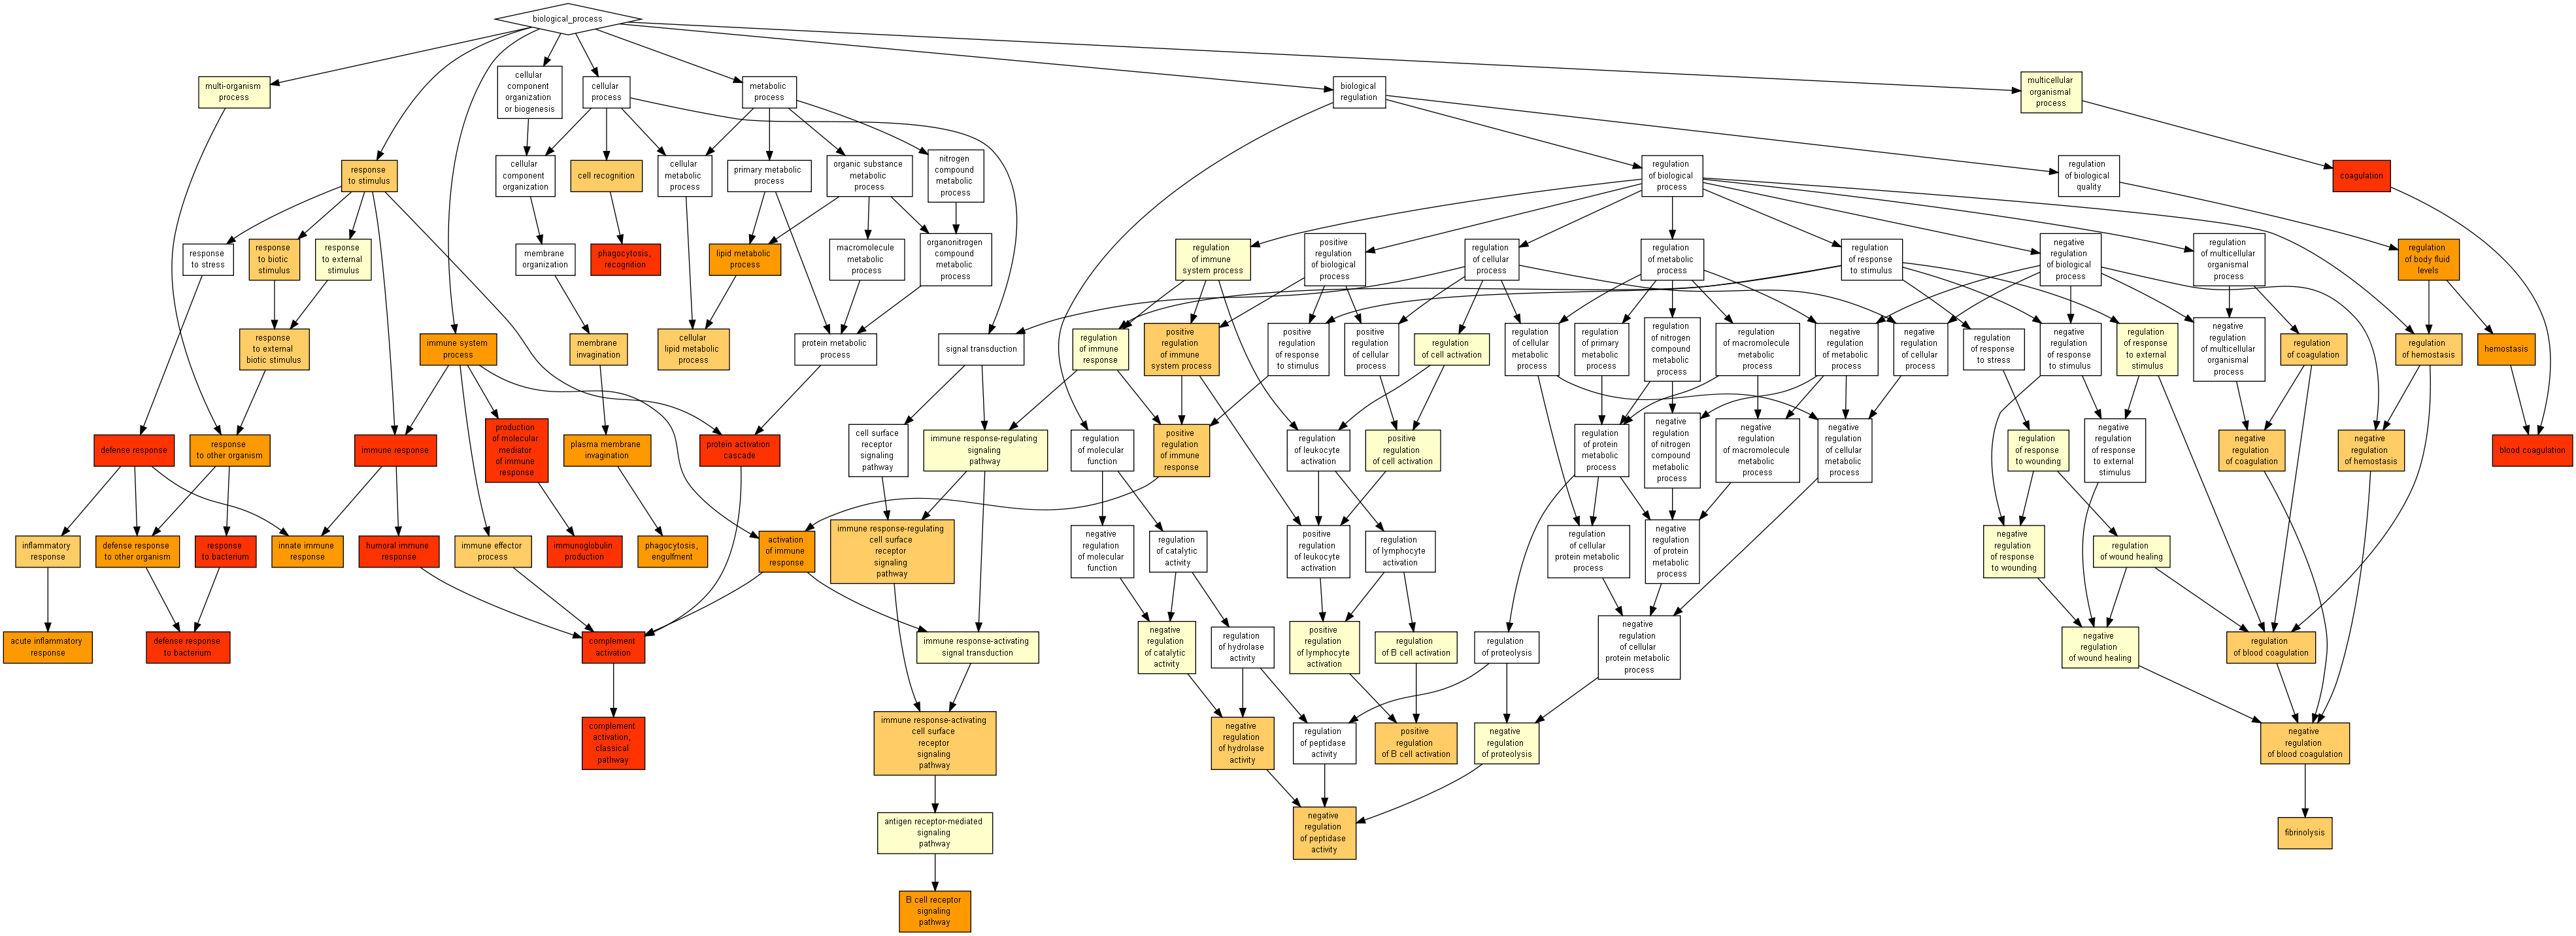 biological_process
cellular
component
organization
or biogenesis
multi-organism
process
cellular
process
metabolic
process
biological
regulation
multicellular
organismal
process
response
to stimulus
cellular
component
organization
cell recognition
cellular
metabolic
process
primary metabolic
process
organic substance
metabolic
process
nitrogen
compound
metabolic
process
regulation
of biological
process
regulation
of biological
quality
coagulation
response
to stress
response
to biotic
stimulus
response
to external
stimulus
membrane
organization
phagocytosis,
recognition
lipid metabolic
process
macromolecule
metabolic
process
organonitrogen
compound
metabolic
process
regulation
of immune
system process
positive
regulation
of biological
process
regulation
of cellular
process
regulation
of metabolic
process
regulation
of response
to stimulus
negative
regulation
of biological
process
regulation
of multicellular
organismal
process
regulation
of body fluid
levels
response
to external
biotic stimulus
immune system
process
membrane
invagination
cellular
lipid metabolic
process
protein metabolic
process
signal transduction
regulation
of immune
response
positive
regulation
of immune
system process
positive
regulation
of response
to stimulus
positive
regulation
of cellular
process
regulation
of cell activation
regulation
of cellular
metabolic
process
regulation
of primary
metabolic
process
regulation
of nitrogen
compound
metabolic
process
regulation
of macromolecule
metabolic
process
negative
regulation
of metabolic
process
negative
regulation
of cellular
process
regulation
of response
to stress
negative
regulation
of response
to stimulus
regulation
of response
to external
stimulus
negative
regulation
of multicellular
organismal
process
regulation
of coagulation
regulation
of hemostasis
hemostasis
defense response
response
to other organism
immune response
production
of molecular
mediator
of immune
response
plasma membrane
invagination
protein activation
cascade
cell surface
receptor
signaling
pathway
immune response-regulating
signaling
pathway
regulation
of molecular
function
positive
regulation
of immune
response
regulation
of leukocyte
activation
positive
regulation
of cell activation
regulation
of protein
metabolic
process
negative
regulation
of nitrogen
compound
metabolic
process
negative
regulation
of macromolecule
metabolic
process
negative
regulation
of cellular
metabolic
process
regulation
of response
to wounding
negative
regulation
of response
to external
stimulus
negative
regulation
of coagulation
negative
regulation
of hemostasis
blood coagulation
inflammatory
response
defense response
to other organism
response
to bacterium
innate immune
response
humoral immune
response
immune effector
process
immunoglobulin
production
phagocytosis,
engulfment
activation
of immune
response
immune response-regulating
cell surface
receptor
signaling
pathway
negative
regulation
of molecular
function
regulation
of catalytic
activity
positive
regulation
of leukocyte
activation
regulation
of lymphocyte
activation
regulation
of cellular
protein metabolic
process
negative
regulation
of protein
metabolic
process
negative
regulation
of response
to wounding
regulation
of wound healing
acute inflammatory
response
defense response
to bacterium
complement
activation
immune response-activating
signal transduction
negative
regulation
of catalytic
activity
regulation
of hydrolase
activity
positive
regulation
of lymphocyte
activation
regulation
of B cell activation
regulation
of proteolysis
negative
regulation
of cellular
protein metabolic
process
negative
regulation
of wound healing
regulation
of blood coagulation
complement
activation,
classical
pathway
immune response-activating
cell surface
receptor
signaling
pathway
negative
regulation
of hydrolase
activity
regulation
of peptidase
activity
positive
regulation
of B cell activation
negative
regulation
of proteolysis
negative
regulation
of blood coagulation
antigen receptor-mediated
signaling
pathway
negative
regulation
of peptidase
activity
fibrinolysis
B cell receptor
signaling
pathway